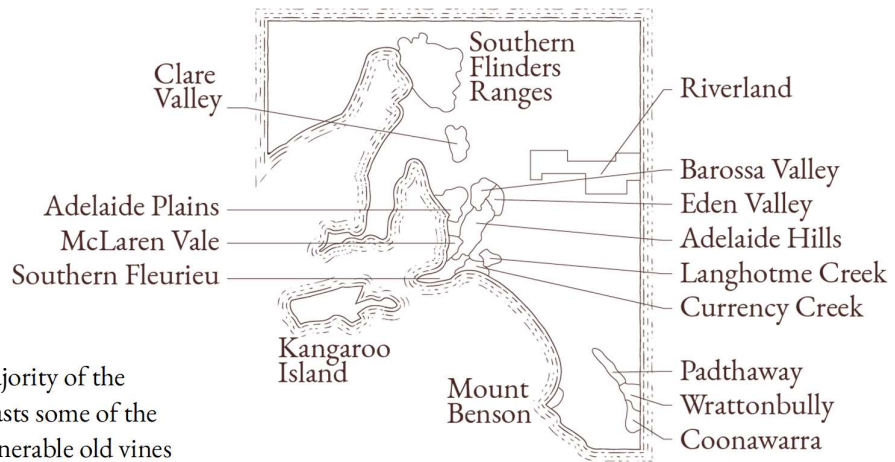 Southern
Flinders
Ranges
Clare
Valley
Riverland
Barossa Valley
Eden Valley
Adelaide Hills
Langhotme Creek
Currency Creek
Adelaide Plains
McLaren Vale
Southern Fleurieu
Kangaroo
Island
Mount
Benson
Padthaway
Wrattonbully
Coonawarra
jority of the
asts some of the
nerable old vines